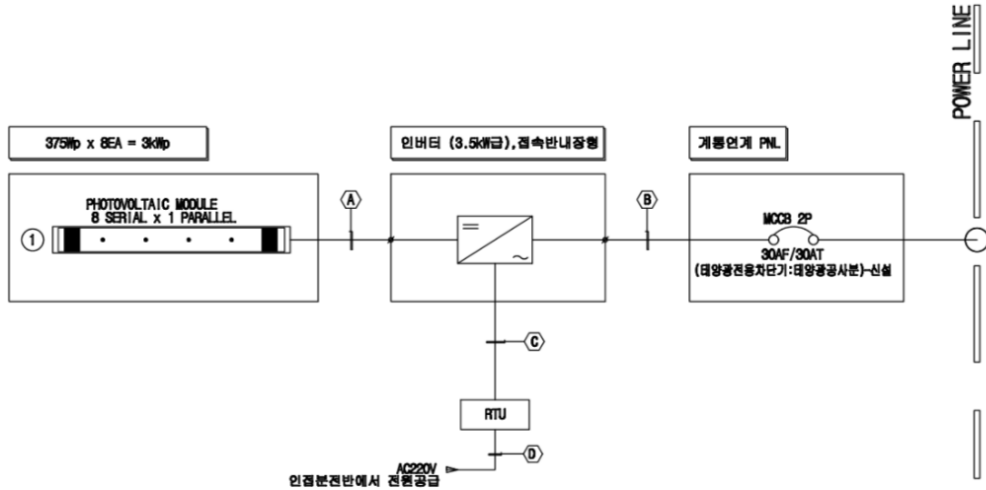 POWER LINE
375Wp x 8EA = 3kWp
인버터 (3.5kW급),접속반내장형
계통연계 PNL
PHOTOVOLTAIC MODULE
8 SERIAL x 1 PARALLEL
1
A
B
MCCB 2P
30AF/30AT
(태양광전용차단기:태양광공사분)-신설
C
RTU
D
AC220V
인접분전반에서 전원공급